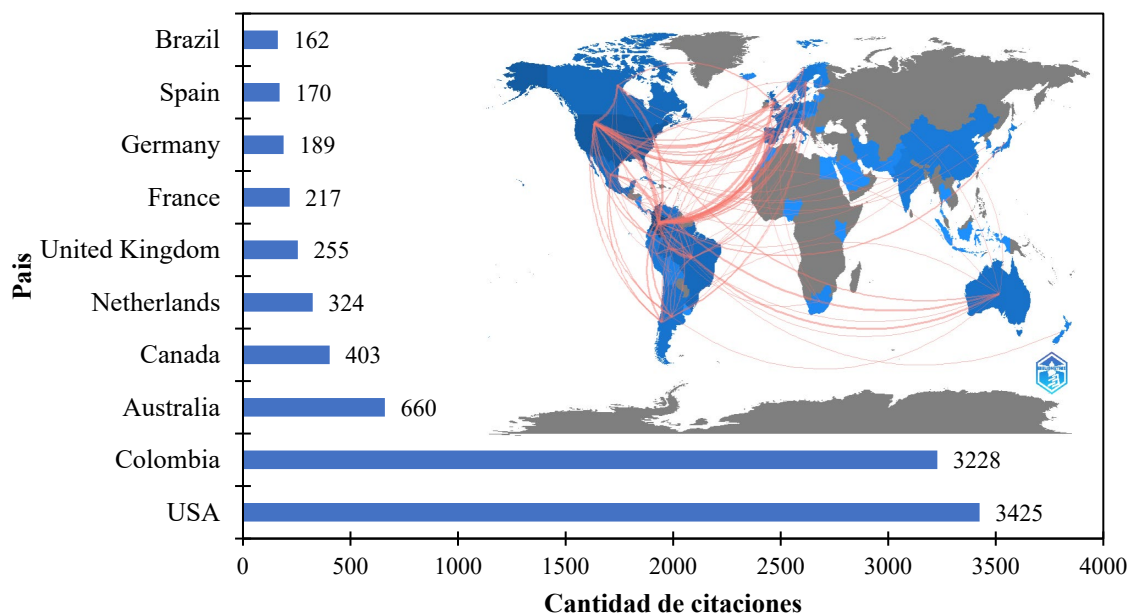 Brazil 162
Spain 170
Germany 189
France 217
United Kingdom 255
Netherlands 324
Canada 403
Australia 660
Colombia 3228
USA 3425
Pais
0 500 1000 1500 2000 2500 3000 3500 4000
Cantidad de citaciones